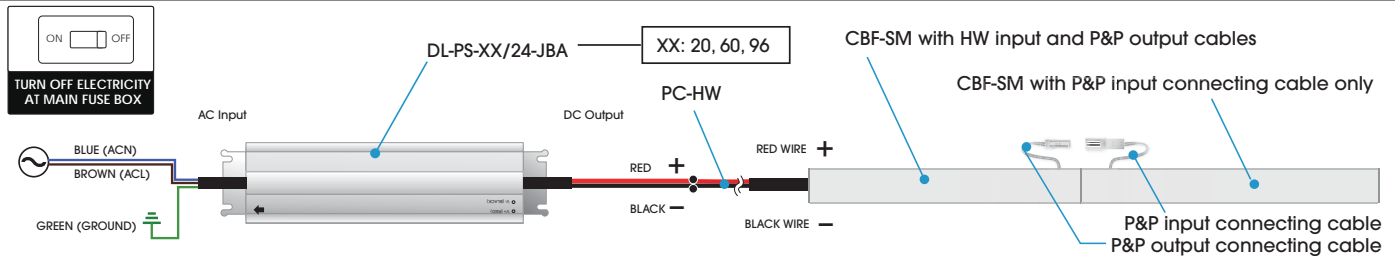 ON OFF
TURN OFF ELECTRICITY
AT MAIN FUSE BOX
DL-PS-XX/24-JBA
XX: 20, 60, 96
CBF-SM with HW input and P&P output cables
CBF-SM with P&P input connecting cable only
PC-HW
AC Input
DC Output
BLUE (ACN)
BROWN (ACL)
GREEN (GROUND)
RED +
BLACK −
RED WIRE +
BLACK WIRE −
P&P input connecting cable
P&P output connecting cable